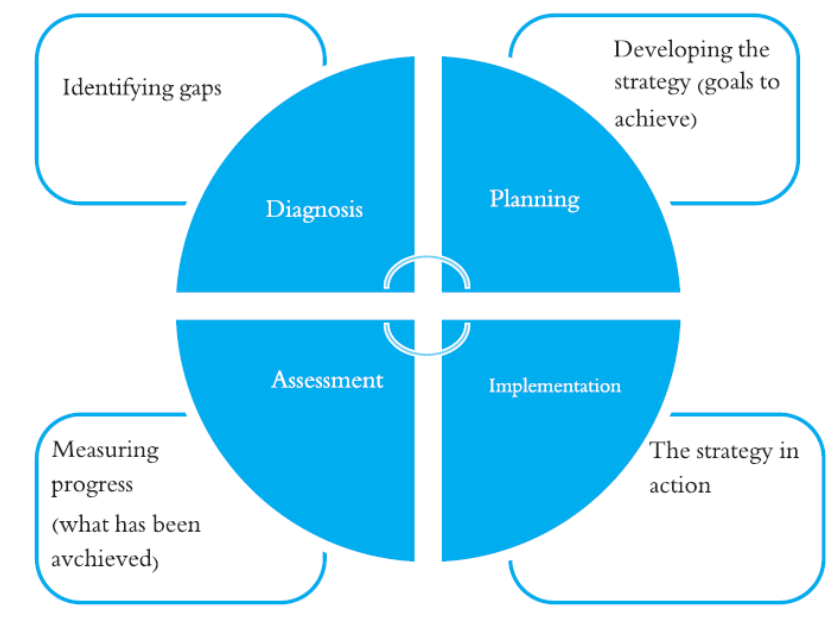 Identifying gaps
Developing the
strategy (goals to
achieve)
Diagnosis
Planning
Assessment
Implementation
Measuring
progress
(what has been
avchieved)
The strategy in
action